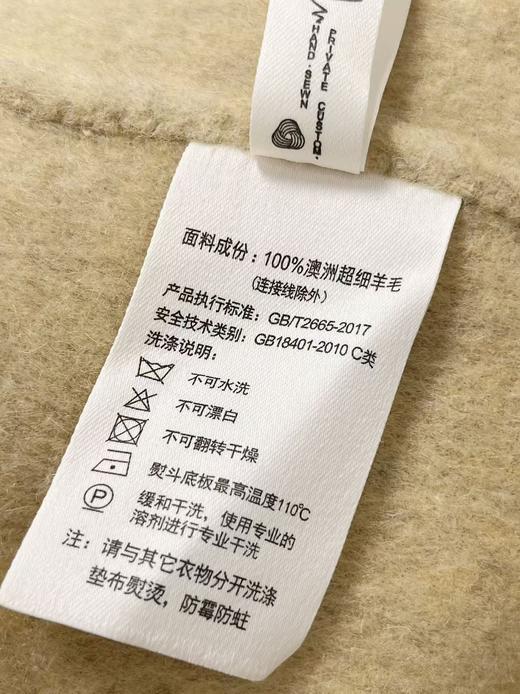 PRIVATE CUSTOM.
HAND.SEWN
面料成份：100%澳洲超细羊毛
（连接线除外）
产品执行标准：GB/T2665-2017
安全技术类别：GB18401-2010 C类
洗涤说明：
不可水洗
不可漂白
不可翻转干燥
熨斗底板最高温度110℃
P
缓和干洗，使用专业的
溶剂进行专业干洗
注：请与其它衣物分开洗涤
垫布熨烫，防霉防蛀